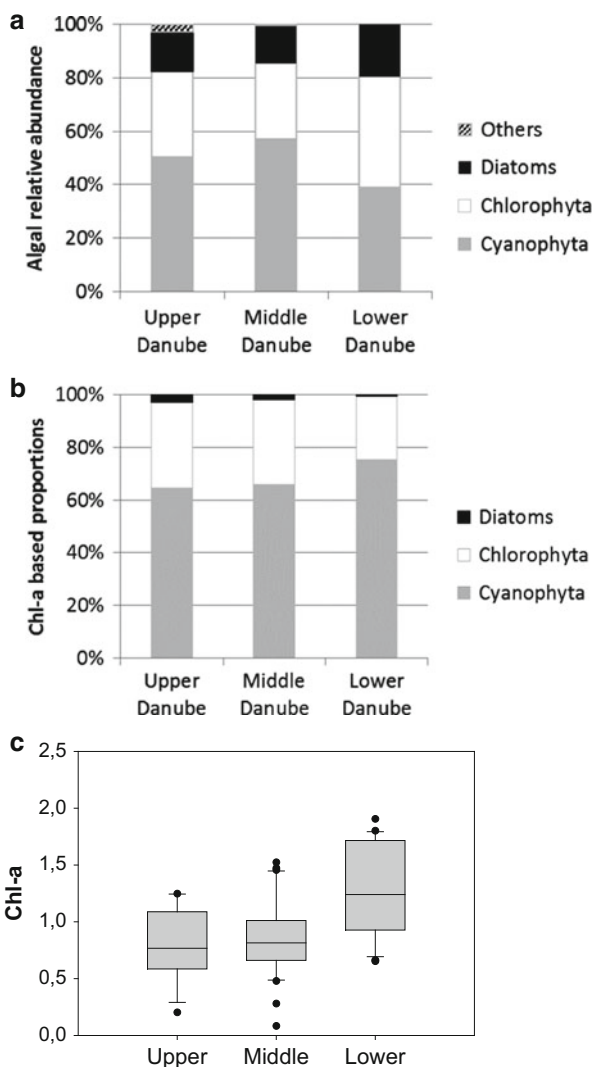 a
Algal relative abundance
100%
80%
60%
40%
20%
0%
Upper Danube
Middle Danube
Lower Danube
Others
Diatoms
Chlorophyta
Cyanophyta
b
Chl-a based proportions
100%
80%
60%
40%
20%
0%
Upper Danube
Middle Danube
Lower Danube
Diatoms
Chlorophyta
Cyanophyta
c
Chl-a
2,5
2,0
1,5
1,0
0,5
0,0
Upper
Middle
Lower